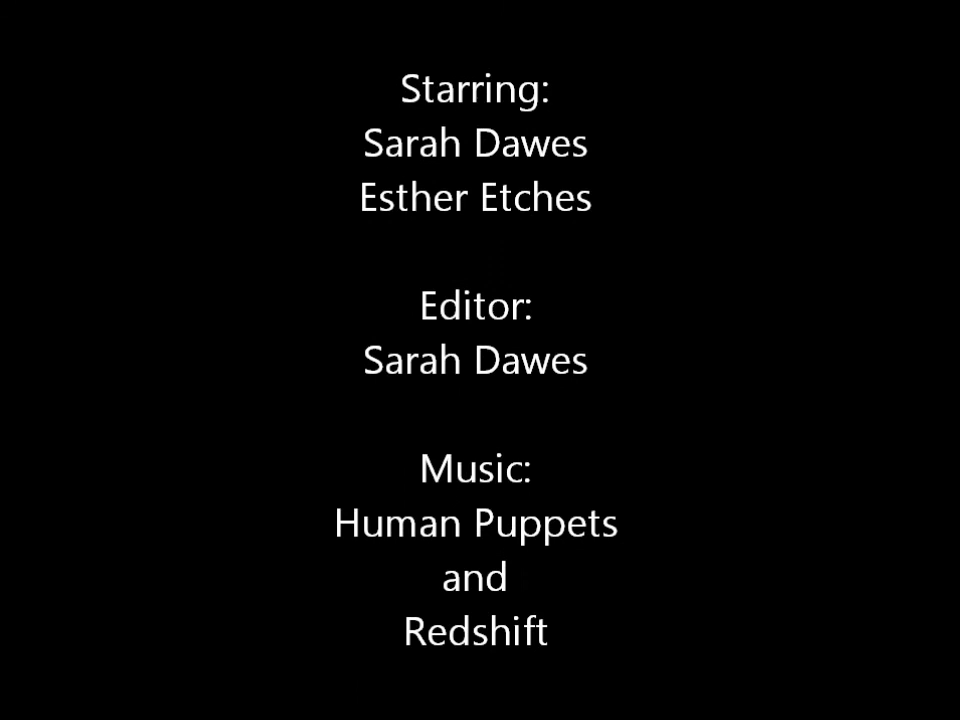 Starring:
Sarah Dawes
Esther Etches
Editor:
Sarah Dawes
Music:
Human Puppets
and
Redshift